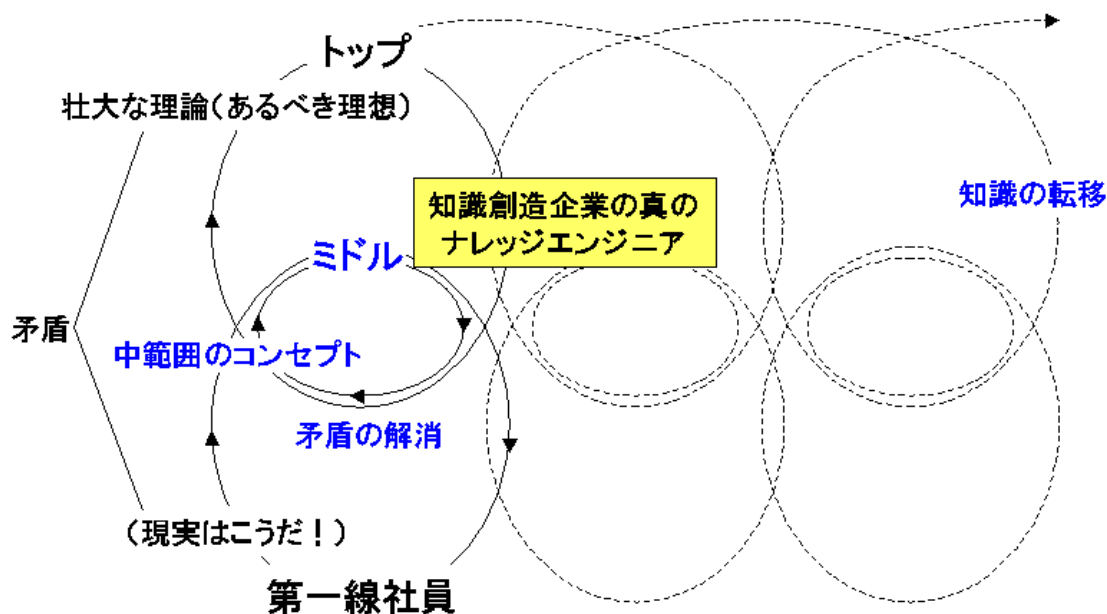 トップ
壮大な理論（あるべき理想）
知識創造企業の真の
ナレッジエンジニア
知識の転移
ミドル
矛盾
中範囲のコンセプト
矛盾の解消
（現実はこうだ！）
第一線社員